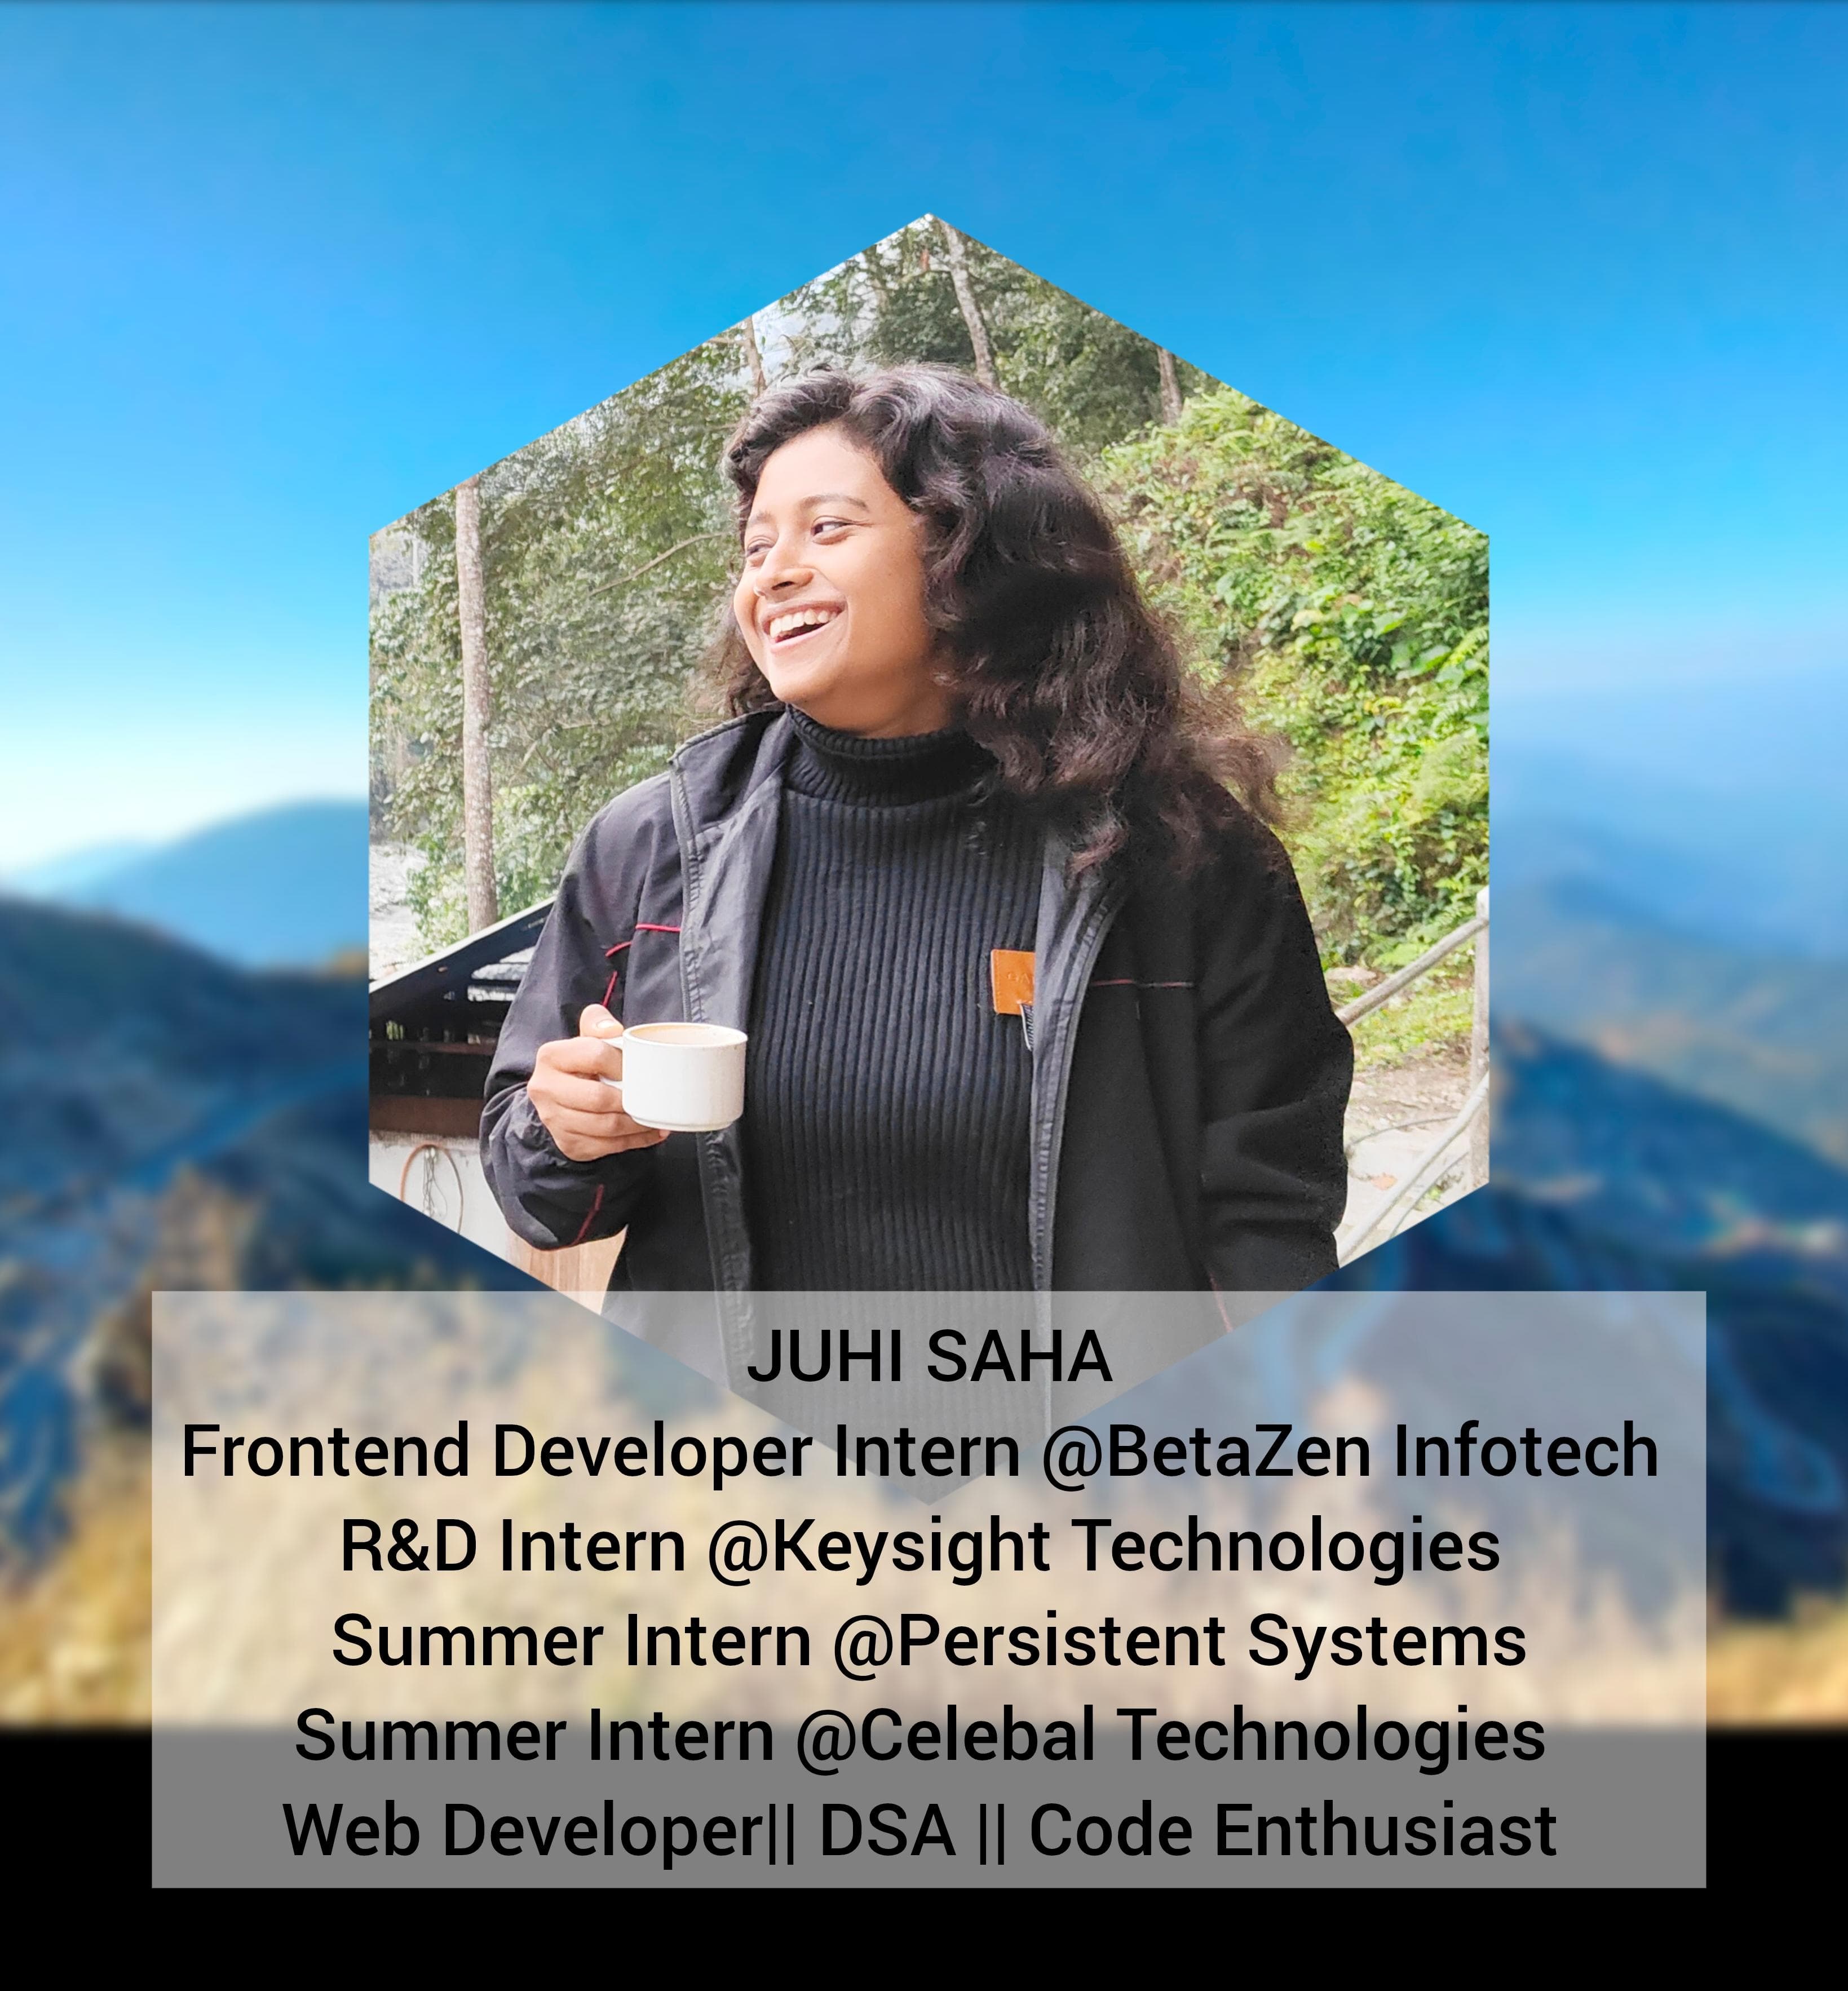 JUHI SAHA
Frontend Developer Intern @BetaZen Infotech
R&D Intern @Keysight Technologies
Summer Intern @Persistent Systems
Summer Intern @Celebal Technologies
Web Developer|| DSA || Code Enthusiast